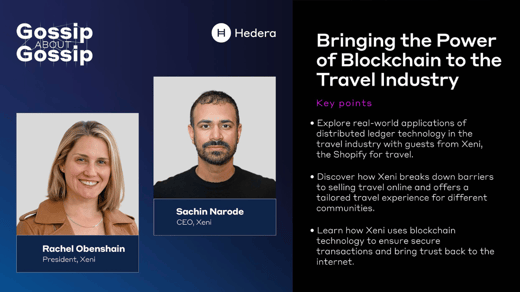 Gossip
ABOUT
Gossip
Hedera
Rachel Obenshain
President, Xeni
Sachin Narode
CEO, Xeni
Bringing the Power
of Blockchain to the
Travel Industry
Key points
• Explore real-world applications of
distributed ledger technology in the
travel industry with guests from Xeni,
the Shopify for travel.
• Discover how Xeni breaks down barriers
to selling travel online and offers a
tailored travel experience for different
communities.
• Learn how Xeni uses blockchain
technology to ensure secure
transactions and bring trust back to the
internet.